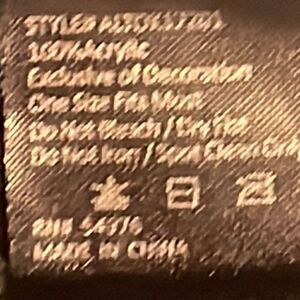 STYLE#
100% Acrylic
Exclusive of Decoration
One Size Fits Most
Do Not Bleach / Dry Flat
Do Not Iron / Spot Clean Only
RN#
MADE IN CHINA